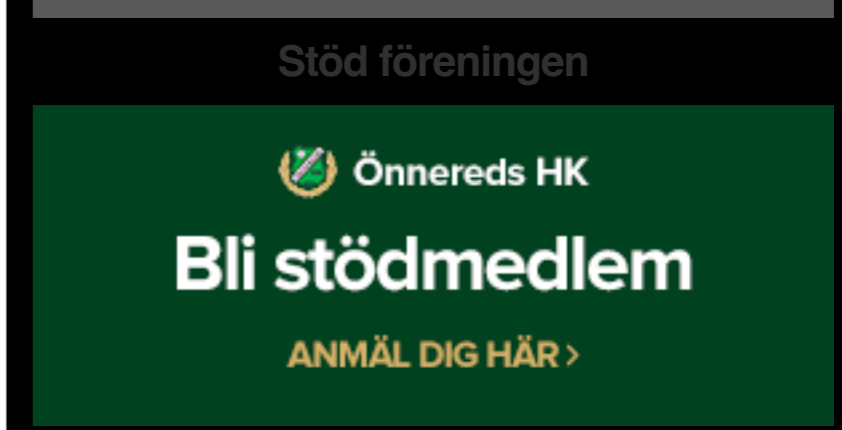 Stöd föreningen
Önnereds HK
Bli stödmedlem
ANMÄL DIG HÄR >